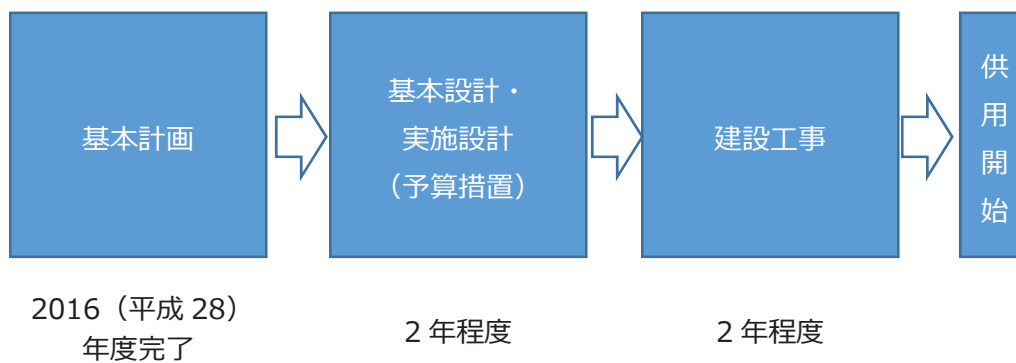 基本計画
基本設計・
実施設計
（予算措置）
建設工事
供用開始
2016（平成 28）
年度完了
2 年程度
2 年程度